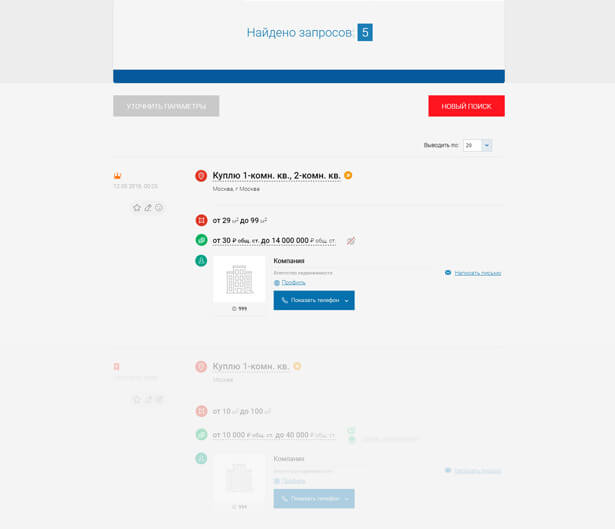 Найдено запросов: 5
УТОЧНИТЬ ПАРАМЕТРЫ
НОВЫЙ ПОИСК
Выводить по: 20
Куплю 1-комн. кв., 2-комн. кв.
12.05.2016, 00:25
Москва, г Москва
от 29 м² до 99 м²
от 30 ₽ общ. ст. до 14 000 000 ₽ общ. ст.
Компания
Агентство недвижимости
Профиль
Написать письмо
Показать телефон
999
Куплю 1-комн. кв.
Москва
от 10 м² до 100 м²
от 10 000 ₽ общ. ст. до 40 000 ₽ общ. ст.
Компания
Профиль
Написать письмо
Показать телефон
999